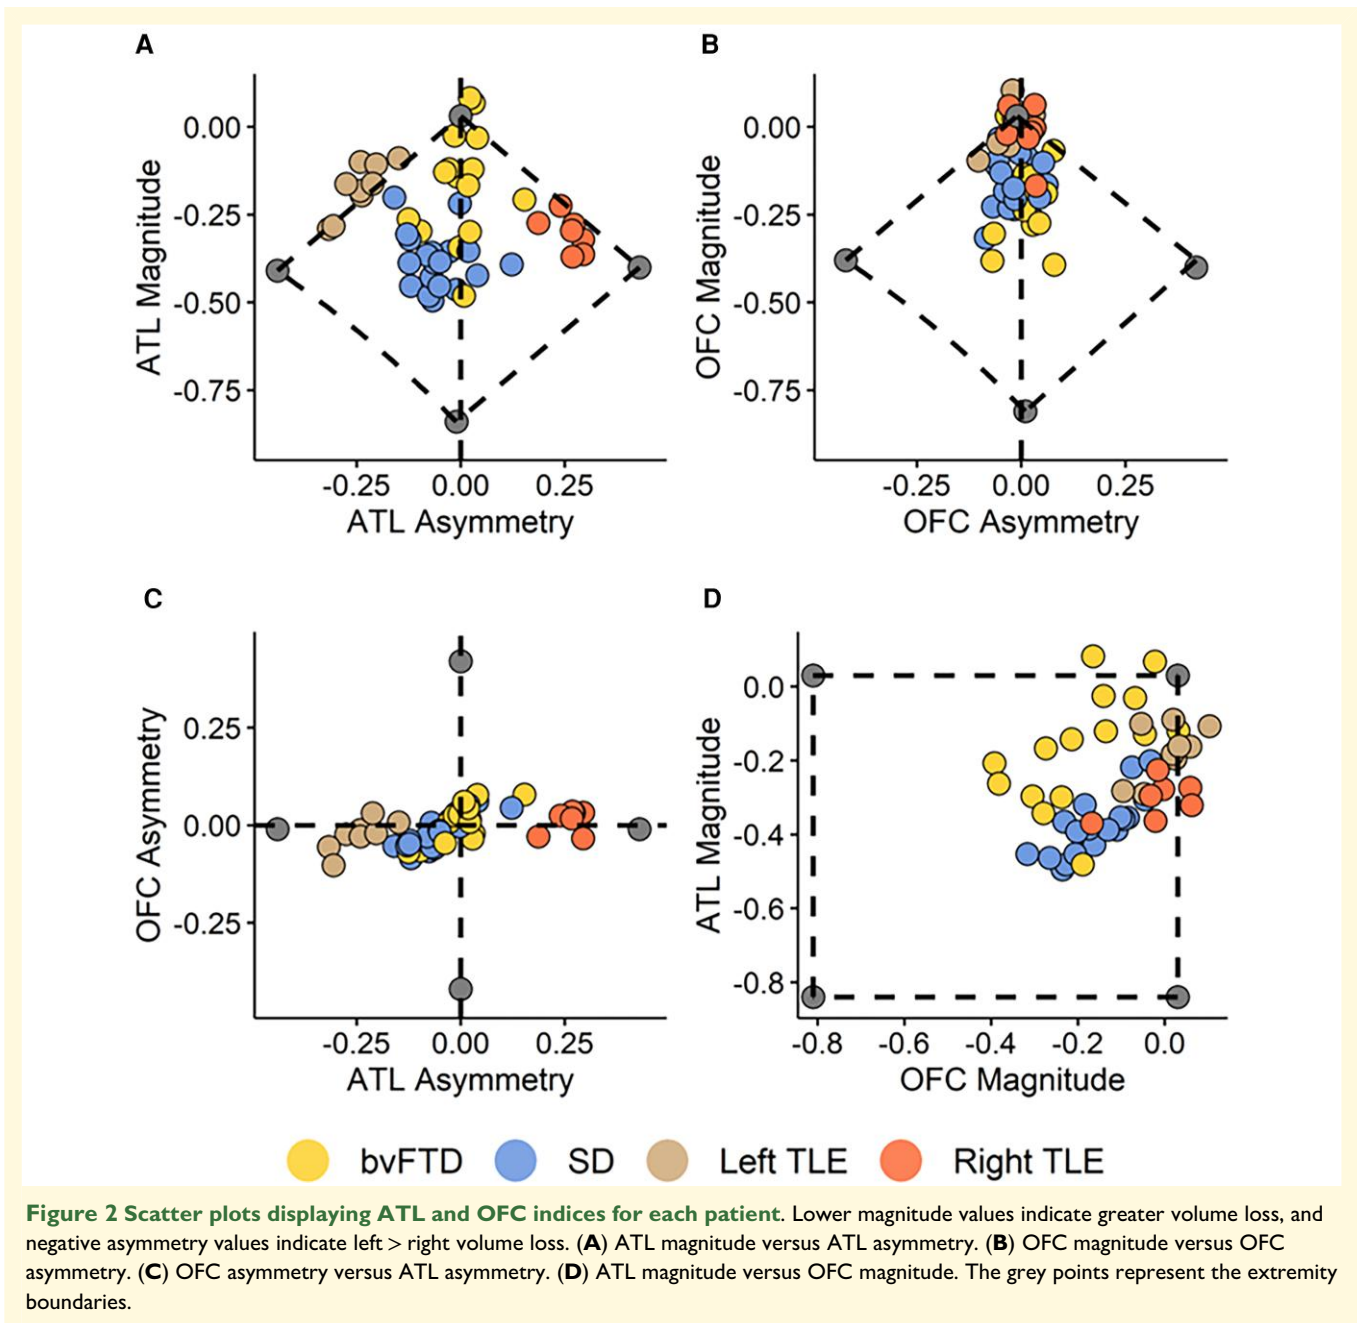 A
B
0.00
-0.25
-0.50
-0.75
ATL Magnitude
-0.25 0.00 0.25
ATL Asymmetry
0.00
-0.25
-0.50
-0.75
OFC Magnitude
-0.25 0.00 0.25
OFC Asymmetry
C
D
0.25
0.00
-0.25
OFC Asymmetry
-0.25 0.00 0.25
ATL Asymmetry
0.0
-0.2
-0.4
-0.6
-0.8
ATL Magnitude
-0.8 -0.6 -0.4 -0.2 0.0
OFC Magnitude
bvFTD SD Left TLE Right TLE
Figure 2 Scatter plots displaying ATL and OFC indices for each patient. Lower magnitude values indicate greater volume loss, and
negative asymmetry values indicate left > right volume loss. (A) ATL magnitude versus ATL asymmetry. (B) OFC magnitude versus OFC
asymmetry. (C) OFC asymmetry versus ATL asymmetry. (D) ATL magnitude versus OFC magnitude. The grey points represent the extremity
boundaries.